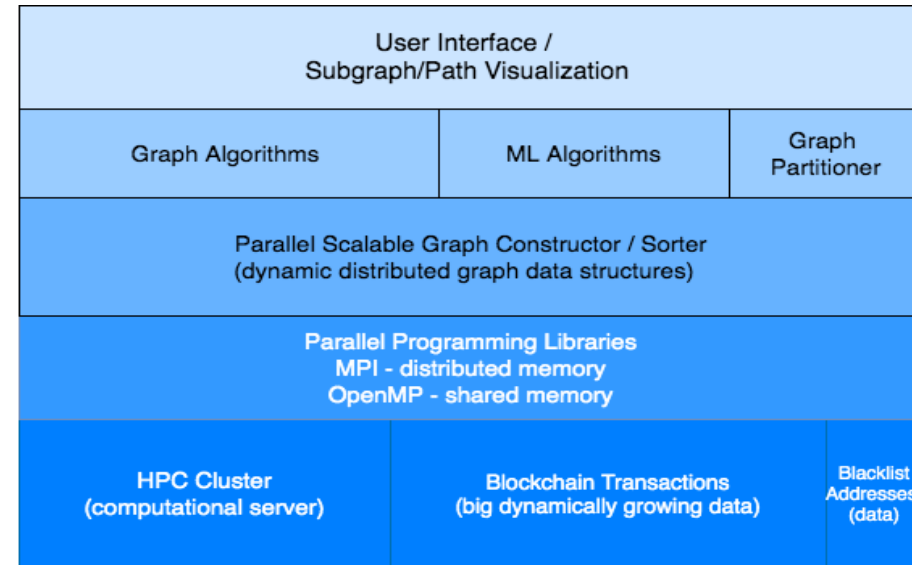 User Interface /
Subgraph/Path Visualization
Graph Algorithms
ML Algorithms
Graph
Partitioner
Parallel Scalable Graph Constructor / Sorter
(dynamic distributed graph data structures)
Parallel Programming Libraries
MPI - distributed memory
OpenMP - shared memory
HPC Cluster
(computational server)
Blockchain Transactions
(big dynamically growing data)
Blacklist
Addresses
(data)